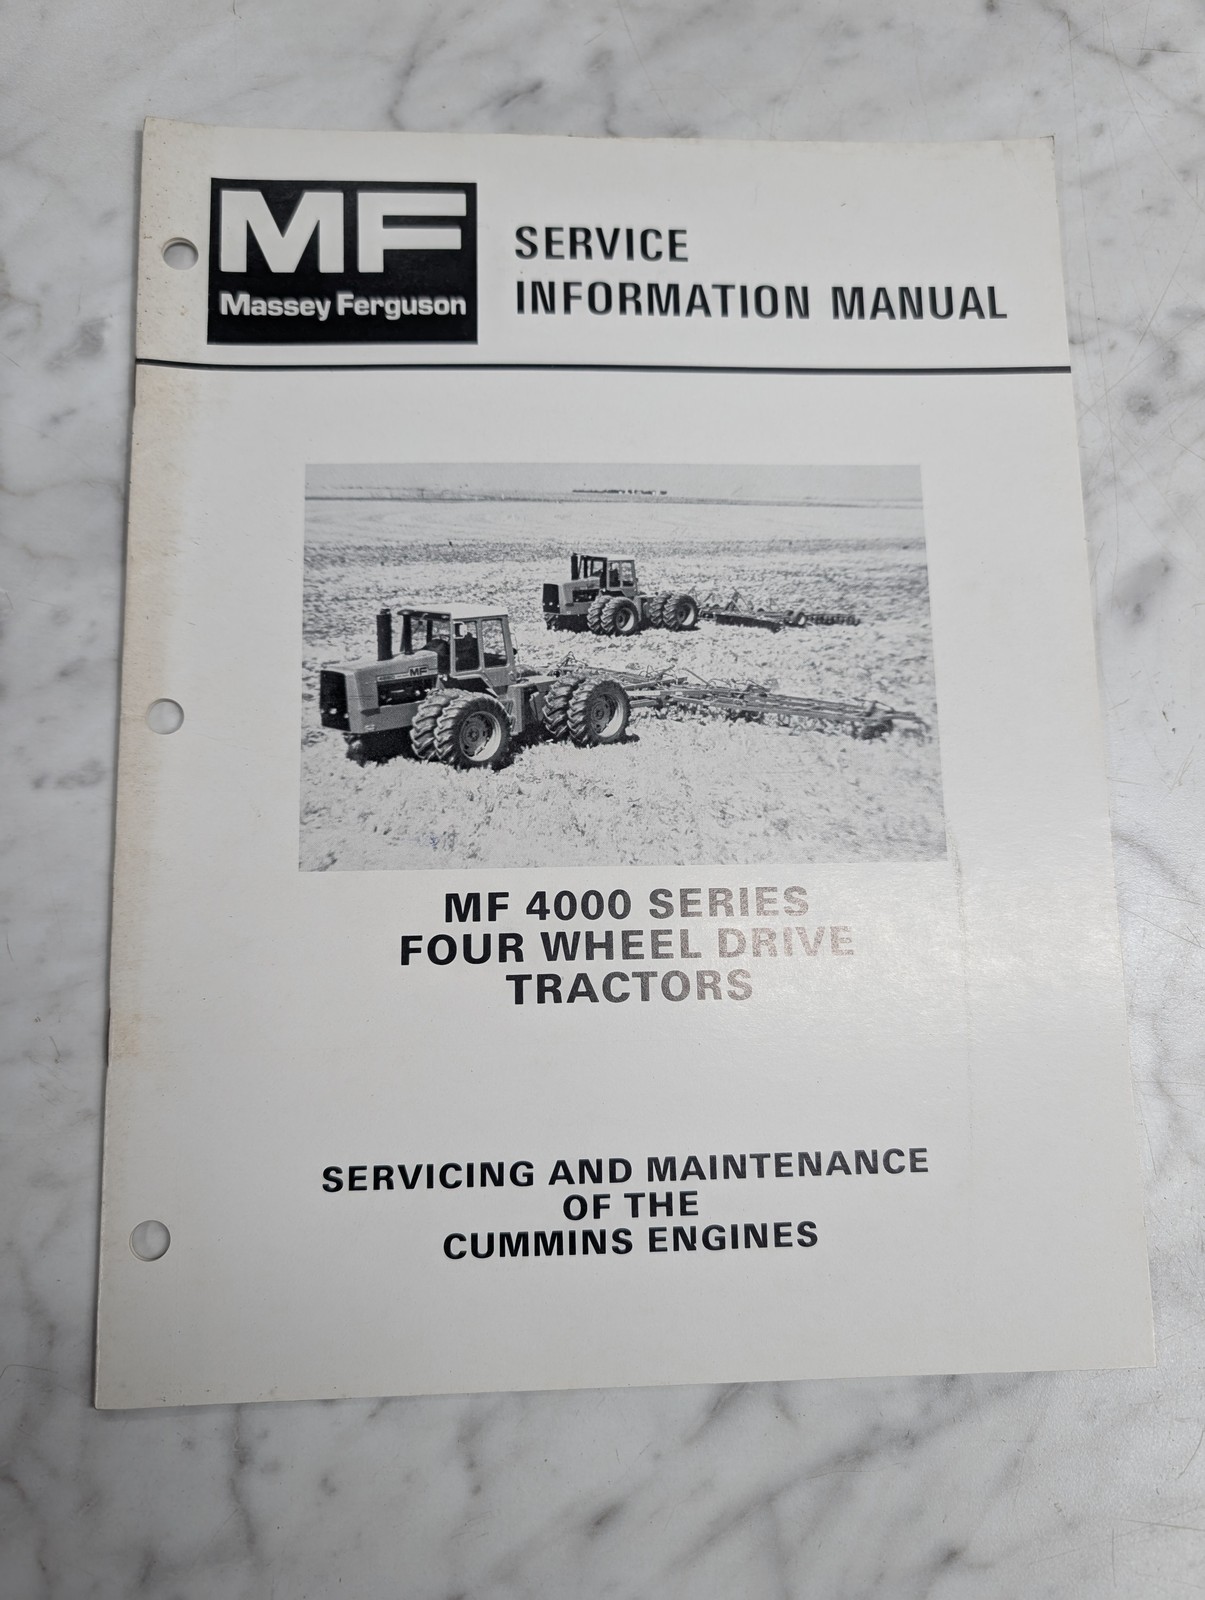 MF
Massey Ferguson
SERVICE
INFORMATION MANUAL
MF
MF 4000 SERIES
FOUR WHEEL DRIVE
TRACTORS
SERVICING AND MAINTENANCE
OF THE
CUMMINS ENGINES